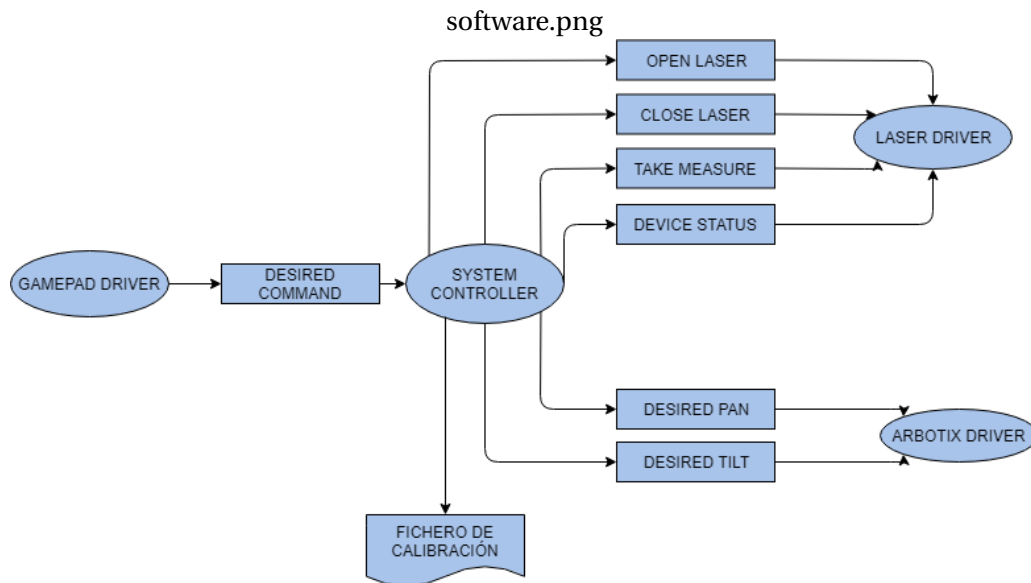 software.png
OPEN LASER
CLOSE LASER
LASER DRIVER
TAKE MEASURE
DEVICE STATUS
GAMEPAD DRIVER
DESIRED
COMMAND
SYSTEM
CONTROLLER
DESIRED PAN
ARBOTIX DRIVER
DESIRED TILT
FICHERO DE
CALIBRACIÓN